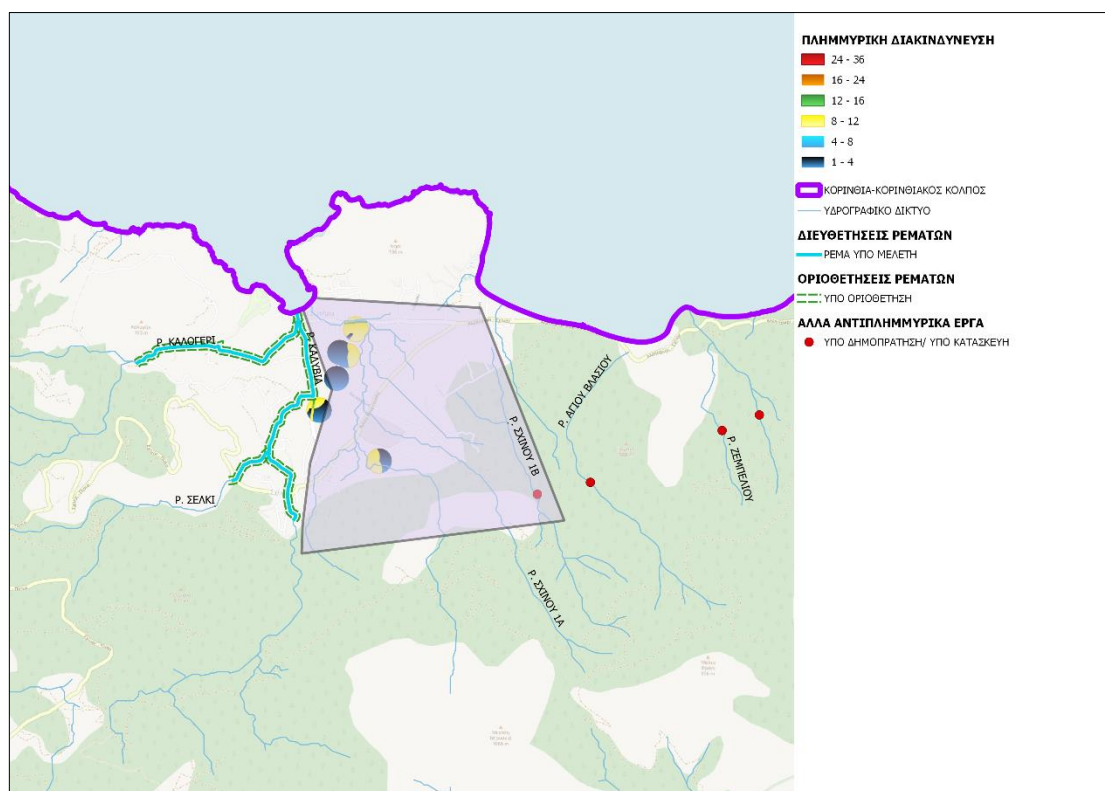 ΠΛΗΜΜΥΡΙΚΗ ΔΙΑΚΙΝΔΥΝΕΥΣΗ
24 - 36
16 - 24
12 - 16
8 - 12
4 - 8
1 - 4
ΚΟΡΙΝΘΙΑ-ΚΟΡΙΝΘΙΑΚΟΣ ΚΟΛΠΟΣ
ΥΔΡΟΓΡΑΦΙΚΟ ΔΙΚΤΥΟ
ΔΙΕΥΘΕΤΗΣΕΙΣ ΡΕΜΑΤΩΝ
ΡΕΜΑ ΥΠΟ ΜΕΛΕΤΗ
ΟΡΙΟΘΕΤΗΣΕΙΣ ΡΕΜΑΤΩΝ
ΥΠΟ ΟΡΙΟΘΕΤΗΣΗ
ΑΛΛΑ ΑΝΤΙΠΛΗΜΜΥΡΙΚΑ ΕΡΓΑ
ΥΠΟ ΔΗΜΟΠΡΑΤΗΣΗ/ ΥΠΟ ΚΑΤΑΣΚΕΥΗ
Ρ. ΚΑΛΟΓΕΡΙ
Ρ. ΚΑΛΥΒΙΑ
Ρ. ΑΓΙΟΥ ΒΛΑΣΙΟΥ
Ρ. ΣΧΙΝΟΥ 1Β
Ρ. ΖΕΜΠΕΛΙΟΥ
Ρ. ΣΕΛΚΙ
Ρ. ΣΧΙΝΟΥ 1Α